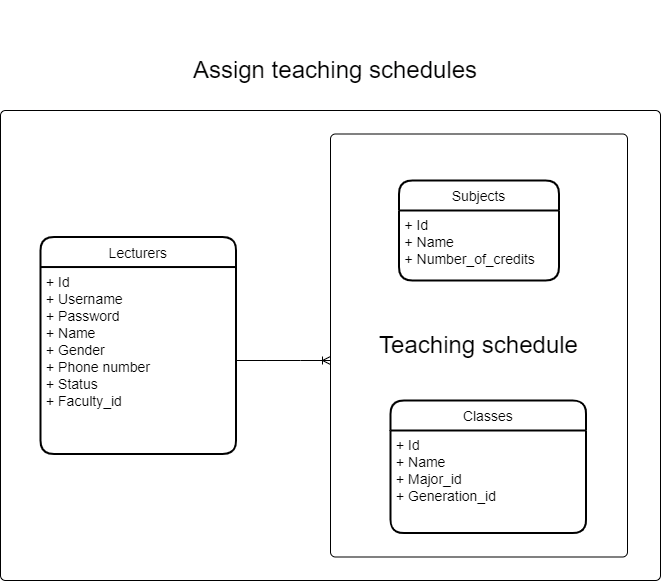 Assign teaching schedules
Lecturers
+ Id
+ Username
+ Password
+ Name
+ Gender
+ Phone number
+ Status
+ Faculty_id
Subjects
+ Id
+ Name
+ Number_of_credits
Teaching schedule
Classes
+ Id
+ Name
+ Major_id
+ Generation_id